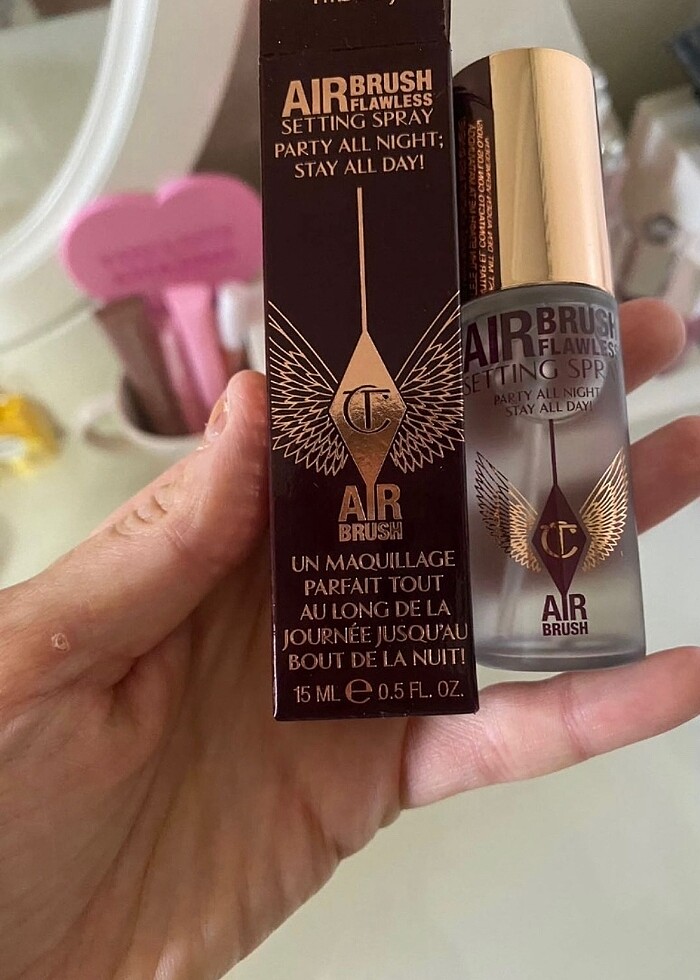 AIRBRUSH
FLAWLESS
SETTING SPRAY
PARTY ALL NIGHT;
STAY ALL DAY!
CT
AIR
BRUSH
UN MAQUILLAGE
PARFAIT TOUT
AU LONG DE LA
JOURNÉE JUSQU'AU
BOUT DE LA NUIT!
15 ML ℮ 0.5 FL. OZ.
AIRBRUSH
FLAWLESS
SETTING SPR
PARTY ALL NIGHT
STAY ALL DAY!
CT
AIR
BRUSH